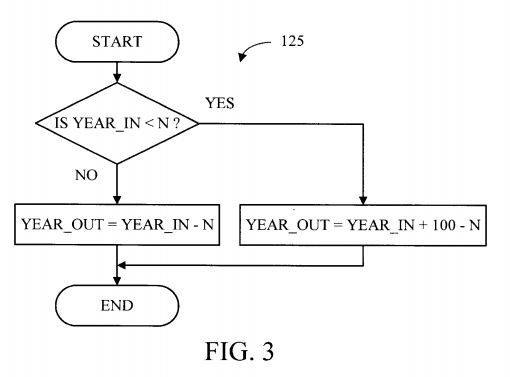 START
125
IS YEAR_IN < N ?
YES
NO
YEAR_OUT = YEAR_IN - N
YEAR_OUT = YEAR_IN + 100 - N
END
FIG. 3